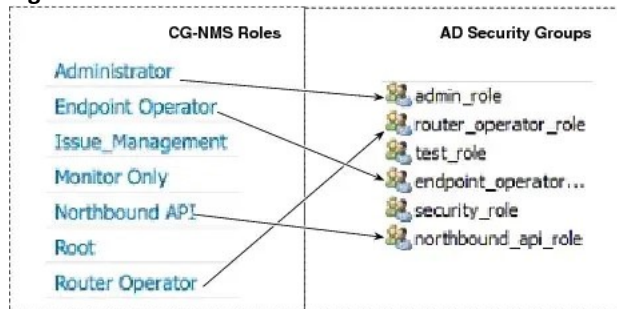 CG-NMS Roles
Administrator
Endpoint Operator
Issue_Management
Monitor Only
Northbound API
Root
Router Operator
AD Security Groups
admin_role
router_operator_role
test_role
endpoint_operator...
security_role
northbound_api_role